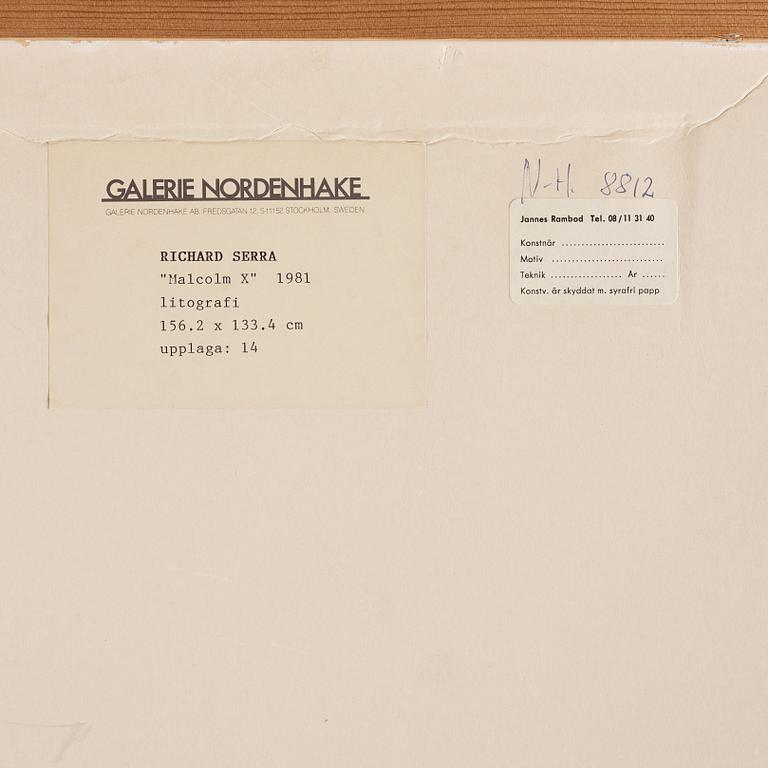 GALERIE NORDENHAKE
GALERIE NORDENHAKE AB. FREDSGATAN 12. S-11152 STOCKHOLM. SWEDEN
RICHARD SERRA
"Malcolm X" 1981
litografi
156.2 x 133.4 cm
upplaga: 14
N-H. 8812
Jannes Rambod Tel. 08/11 31 40
Konstnär ..........................
Motiv ............................
Teknik .................. År ......
Konstv. är skyddat m. syrafri papp